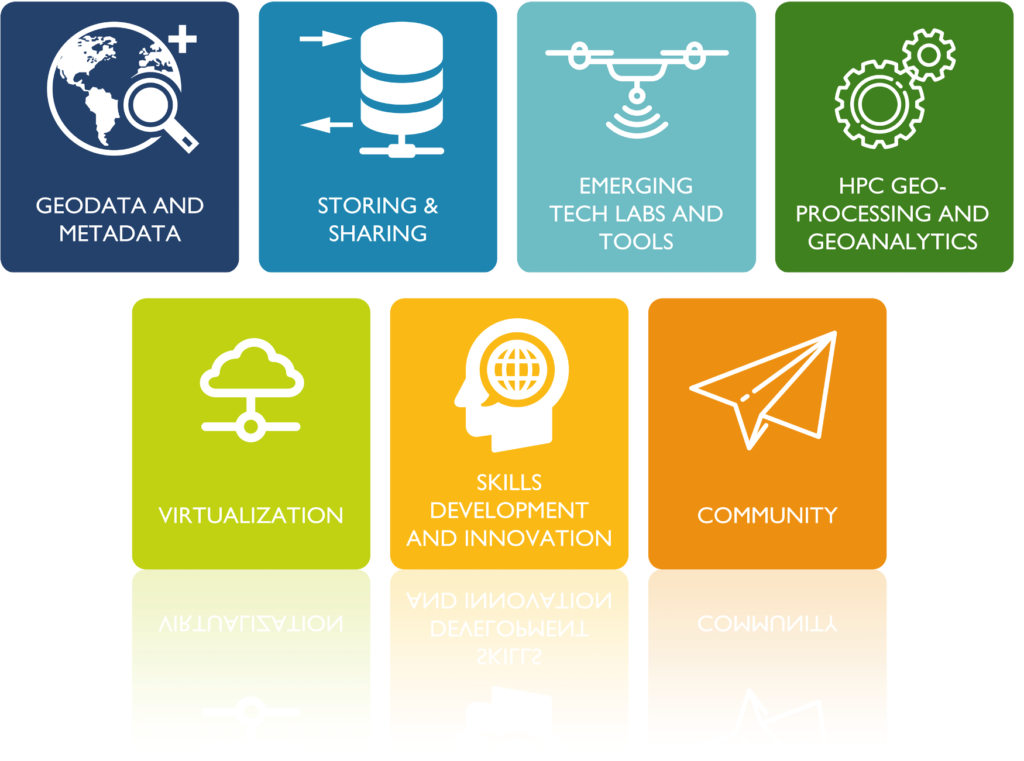 GEODATA AND
METADATA
STORING &
SHARING
EMERGING
TECH LABS AND
TOOLS
HPC GEO-
PROCESSING AND
GEOANALYTICS
VIRTUALIZATION
SKILLS
DEVELOPMENT
AND INNOVATION
COMMUNITY